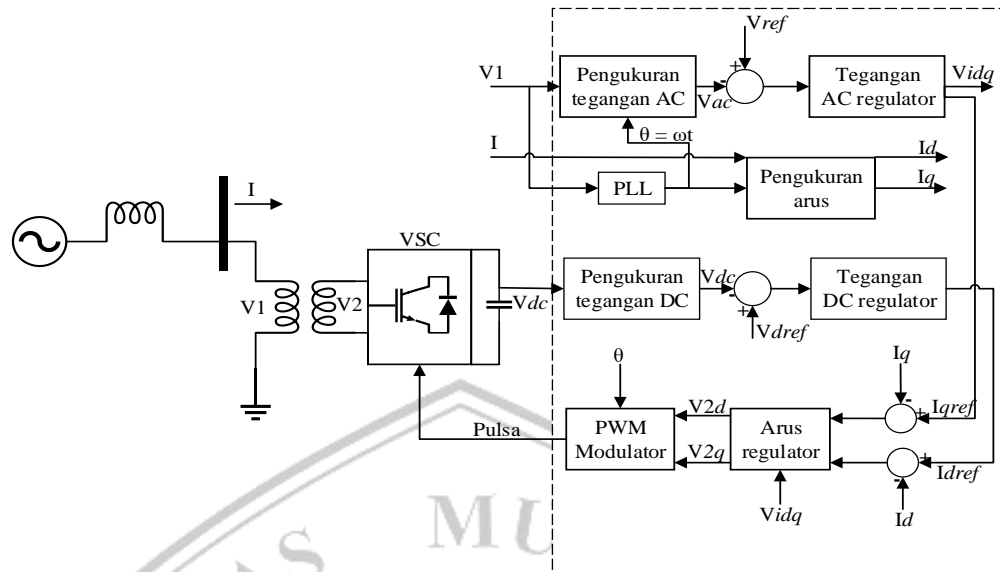 Vref
V1
Pengukuran
tegangan AC
-
+
Vac
Tegangan
AC regulator
Vidq
θ = ωt
I
PLL
Pengukuran
arus
Id
Iq
I
VSC
V1
V2
Vdc
Pengukuran
tegangan DC
Vdc
-
+
Vdref
Tegangan
DC regulator
θ
Iq
-
+
Iqref
V2d
V2q
PWM
Modulator
Pulsa
Arus
regulator
+
-
Idref
Vidq
Id
AS MU